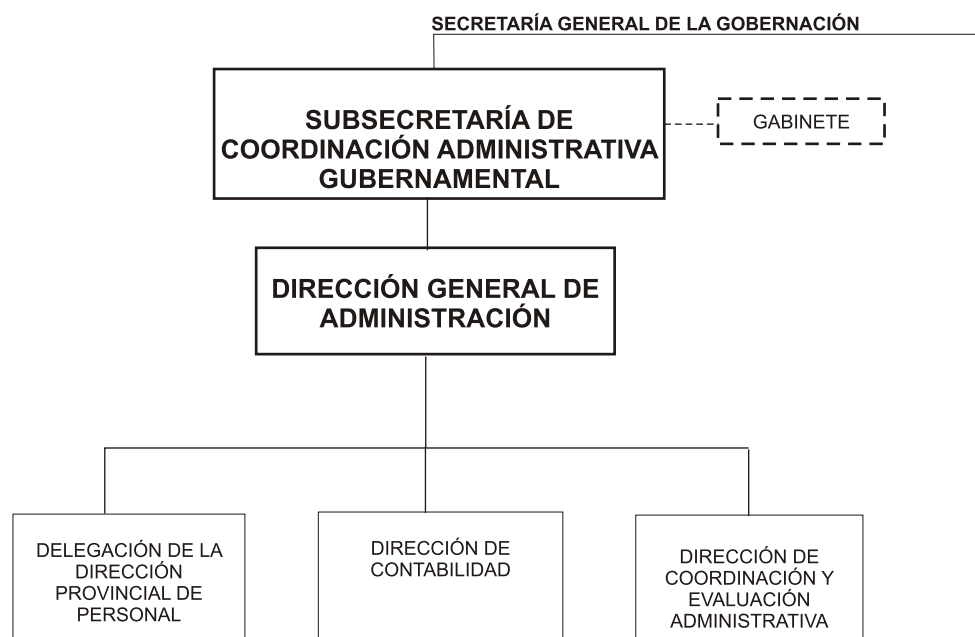 SECRETARÍA GENERAL DE LA GOBERNACIÓN
SUBSECRETARÍA DE
COORDINACIÓN ADMINISTRATIVA
GUBERNAMENTAL
GABINETE
DIRECCIÓN GENERAL DE
ADMINISTRACIÓN
DELEGACIÓN DE LA
DIRECCIÓN
PROVINCIAL DE
PERSONAL
DIRECCIÓN DE
CONTABILIDAD
DIRECCIÓN DE
COORDINACIÓN Y
EVALUACIÓN
ADMINISTRATIVA